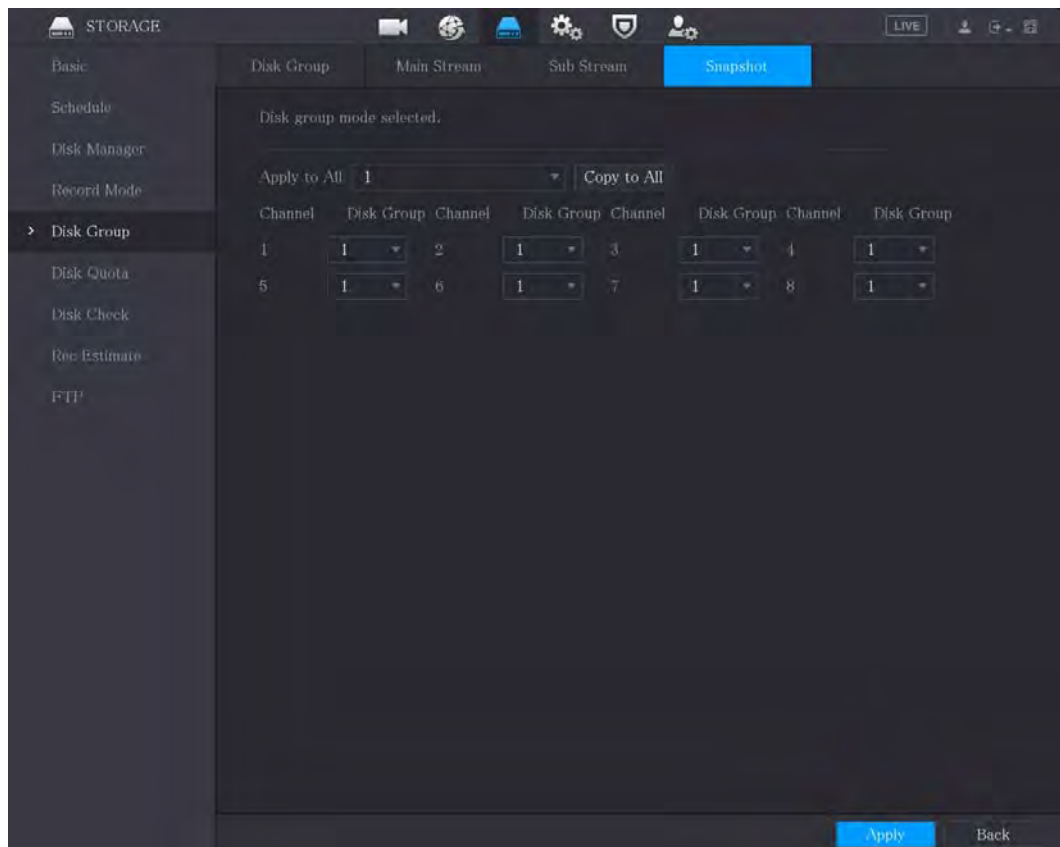 STORAGE LIVE
Basic
Schedule
Disk Manager
Record Mode
> Disk Group
Disk Quota
Disk Check
Rec Estimate
FTP
Disk Group Main Stream Sub Stream Snapshot
Disk group mode selected.
Apply to All 1 Copy to All
Channel Disk Group Channel Disk Group Channel Disk Group Channel Disk Group
1 1 2 1 3 1 4 1
5 1 6 1 7 1 8 1
Apply Back